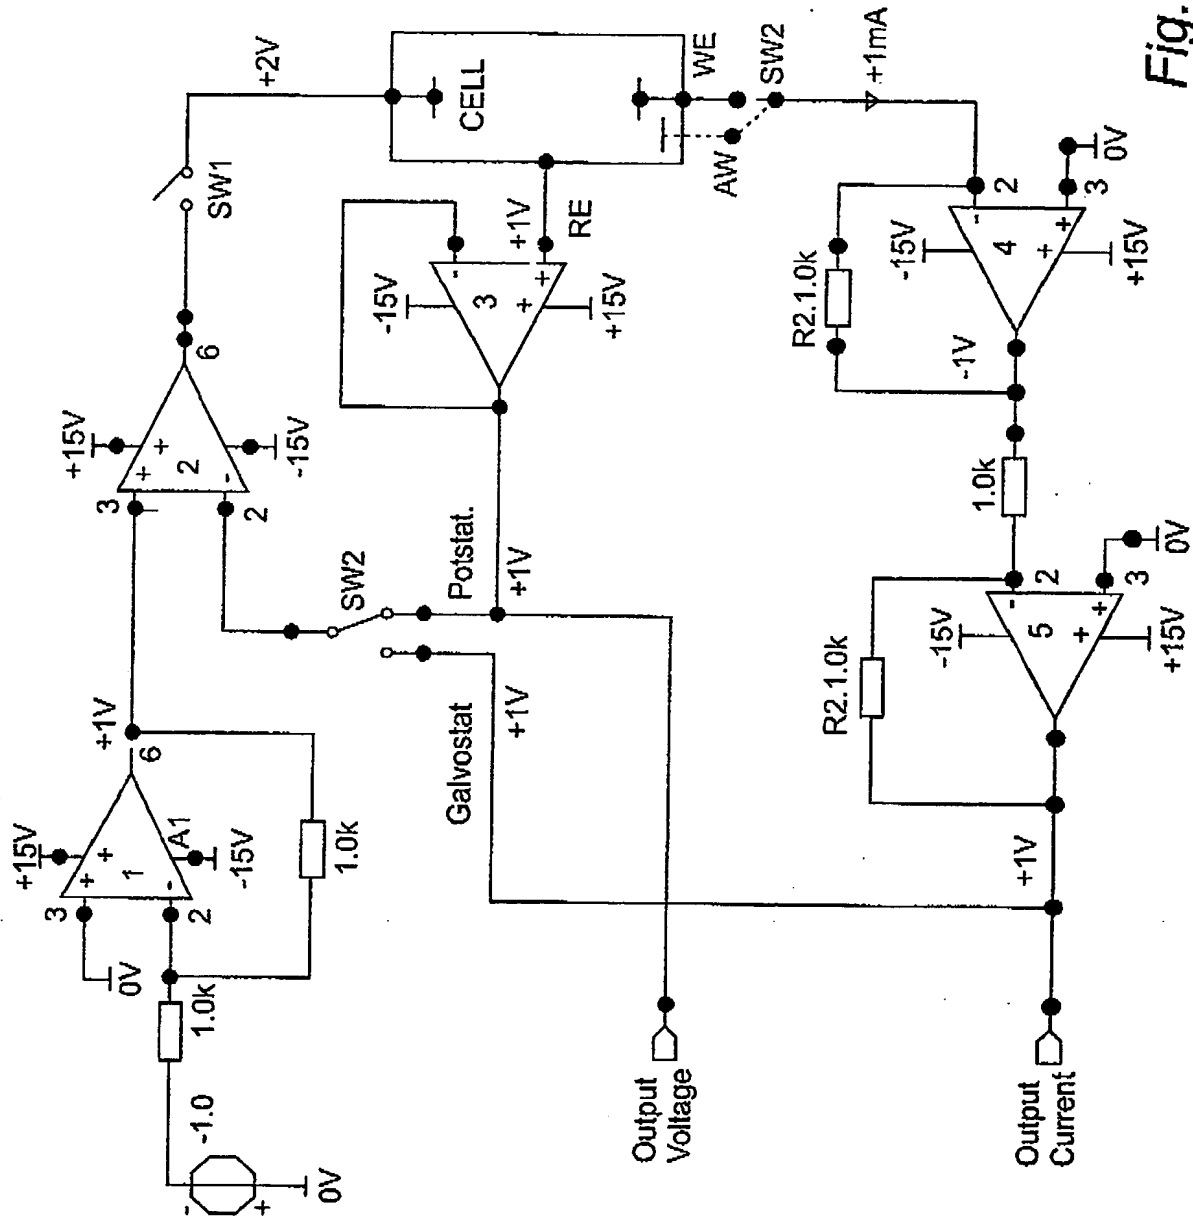 +2V
SW1
CELL
WE
SW2
AW
+1mA
Fig.
+15V
3
+
+
2
-
2
-15V
6
+1V
RE
-
-15V
3
+
+
+15V
2
3
0V
-
-15V
4
+
+
+15V
R2.1.0k
-1V
1.0k
SW2
Potstat.
+1V
Galvostat
+1V
+1V
6
+15V
3
+
+
1
-
2
A1
-15V
0V
1.0k
1.0k
-1.0
-
+
0V
2
3
0V
-
-15V
5
+
+
+15V
R2.1.0k
+1V
Output
Voltage
Output
Current